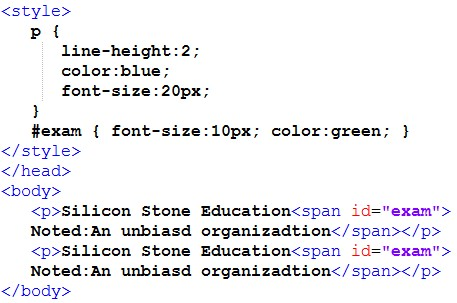 <style>
p {
line-height:2;
color:blue;
font-size:20px;
}
#exam { font-size:10px; color:green; }
</style>
</head>
<body>
<p>Silicon Stone Education<span id="exam">
Noted:An unbiasd organizadtion</span></p>
<p>Silicon Stone Education<span id="exam">
Noted:An unbiasd organizadtion</span></p>
</body>